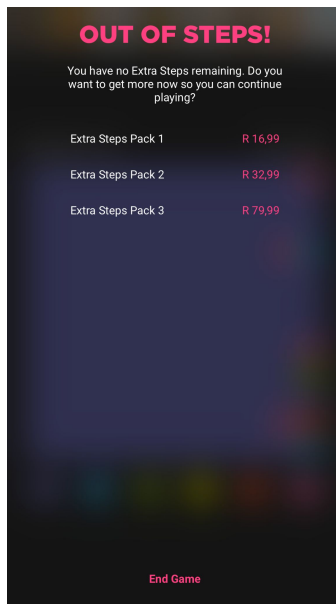 OUT OF STEPS!
You have no Extra Steps remaining. Do you
want to get more now so you can continue
playing?
Extra Steps Pack 1 R 16,99
Extra Steps Pack 2 R 32,99
Extra Steps Pack 3 R 79,99
End Game